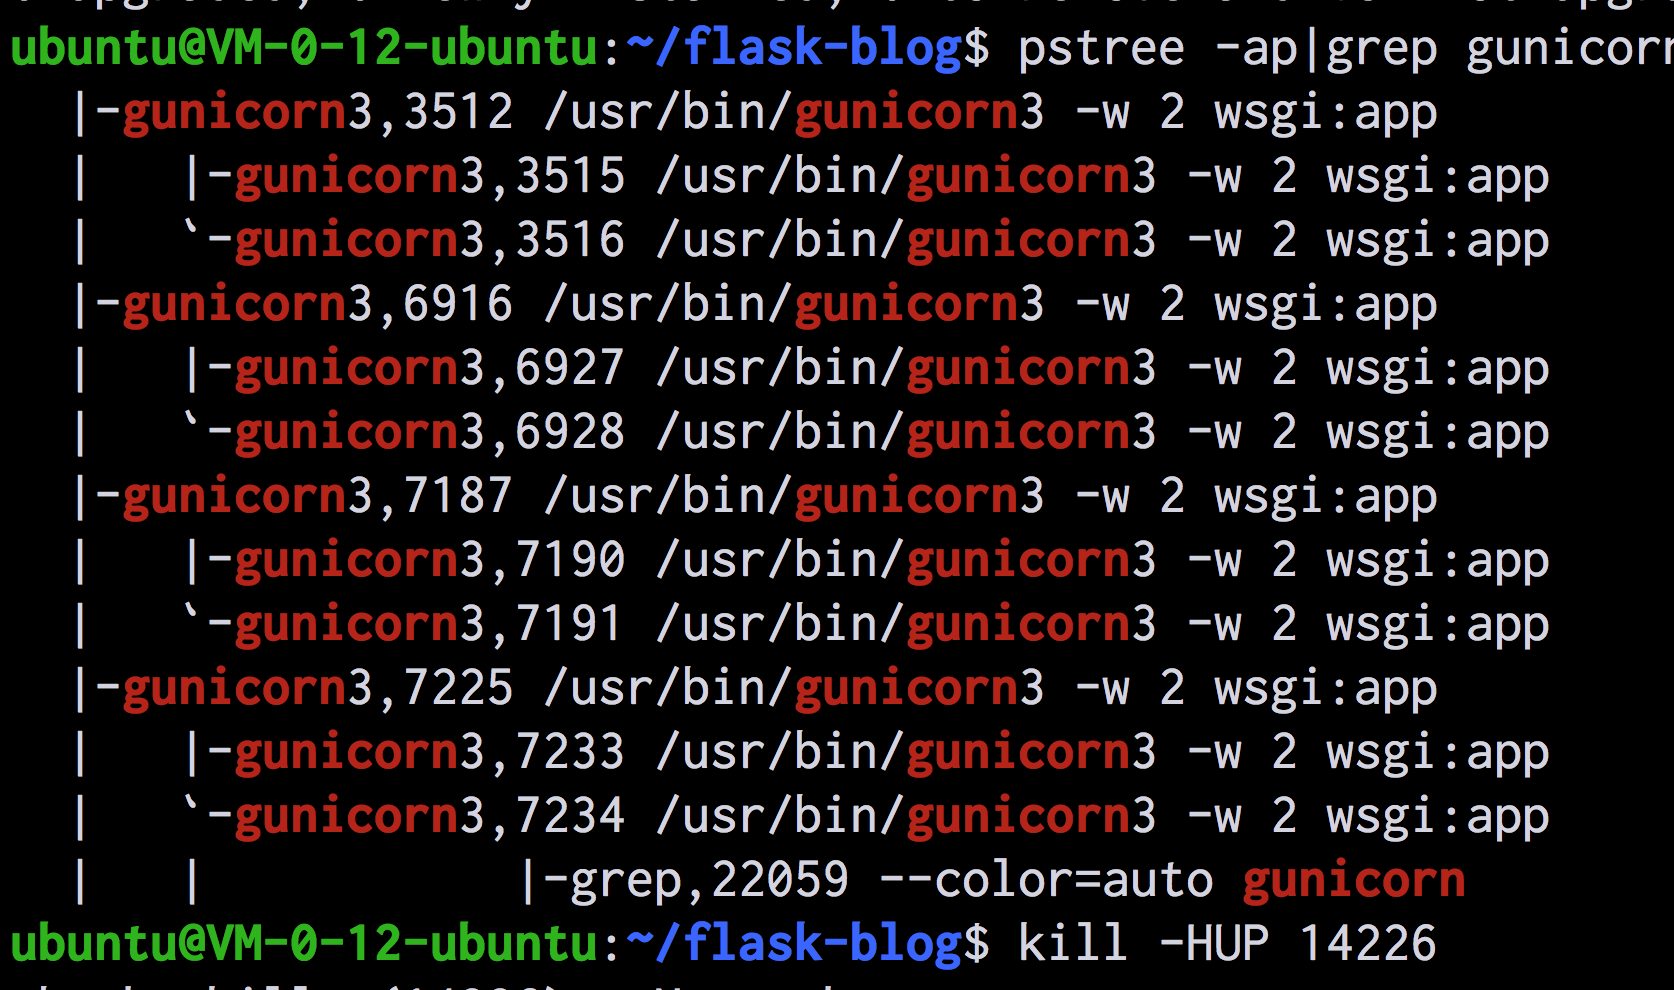 ubuntu@VM-0-12-ubuntu:~/flask-blog$ pstree -ap|grep gunicorn
|-gunicorn3,3512 /usr/bin/gunicorn3 -w 2 wsgi:app
|   |-gunicorn3,3515 /usr/bin/gunicorn3 -w 2 wsgi:app
|   `-gunicorn3,3516 /usr/bin/gunicorn3 -w 2 wsgi:app
|-gunicorn3,6916 /usr/bin/gunicorn3 -w 2 wsgi:app
|   |-gunicorn3,6927 /usr/bin/gunicorn3 -w 2 wsgi:app
|   `-gunicorn3,6928 /usr/bin/gunicorn3 -w 2 wsgi:app
|-gunicorn3,7187 /usr/bin/gunicorn3 -w 2 wsgi:app
|   |-gunicorn3,7190 /usr/bin/gunicorn3 -w 2 wsgi:app
|   `-gunicorn3,7191 /usr/bin/gunicorn3 -w 2 wsgi:app
|-gunicorn3,7225 /usr/bin/gunicorn3 -w 2 wsgi:app
|   |-gunicorn3,7233 /usr/bin/gunicorn3 -w 2 wsgi:app
|   `-gunicorn3,7234 /usr/bin/gunicorn3 -w 2 wsgi:app
|   |           |-grep,22059 --color=auto gunicorn
ubuntu@VM-0-12-ubuntu:~/flask-blog$ kill -HUP 14226